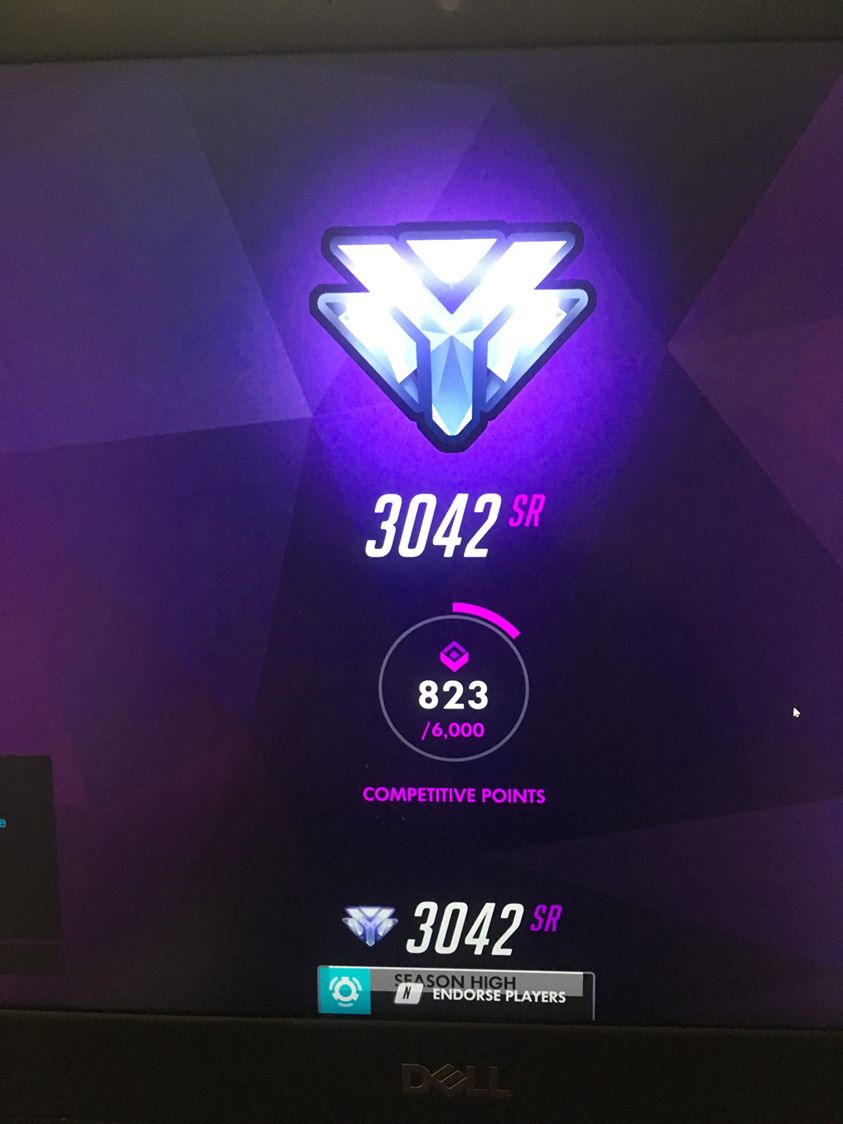 3042 SR
823
/6,000
COMPETITIVE POINTS
e
3042 SR
SEASON HIGH
N ENDORSE PLAYERS
DELL